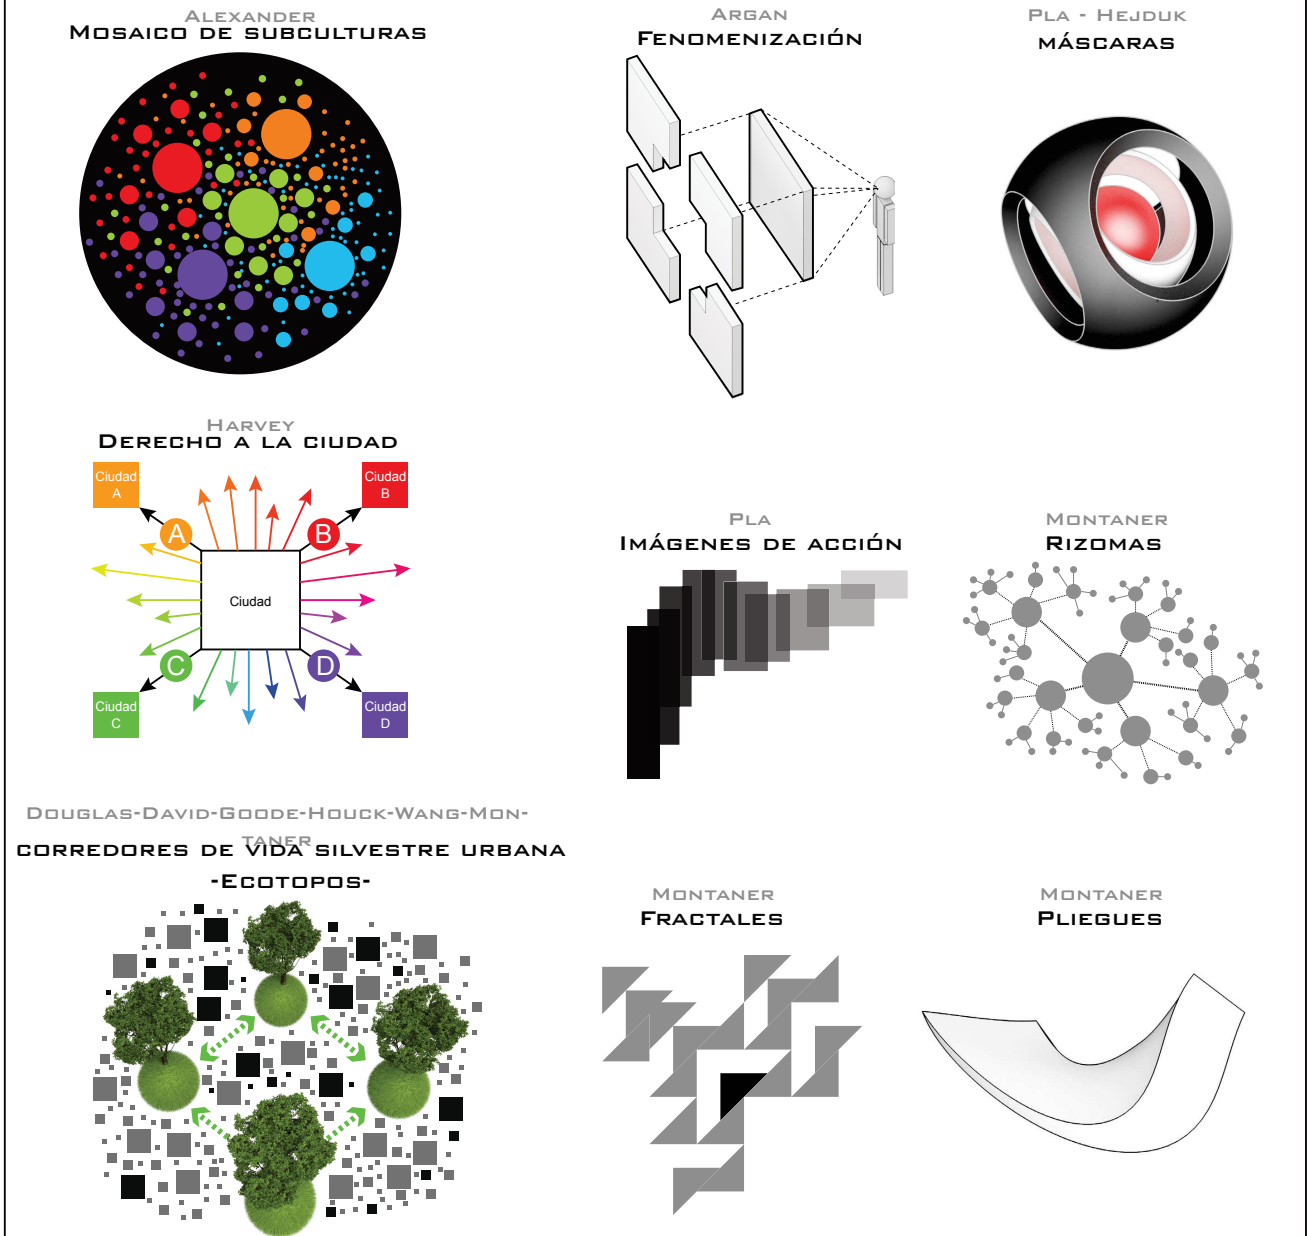 Alexander
Mosaico de subculturas
Argan
Fenomenización
Pla - Hejduk
máscaras
Harvey
Derecho a la ciudad
Ciudad
A
Ciudad
B
A
B
Ciudad
C
D
Ciudad
C
Ciudad
D
Pla
Imágenes de acción
Montaner
Rizomas
Douglas-David-Goode-Houck-Wang-Mon-
taner
corredores de vida silvestre urbana
-Ecotopos-
Montaner
Fractales
Montaner
Pliegues